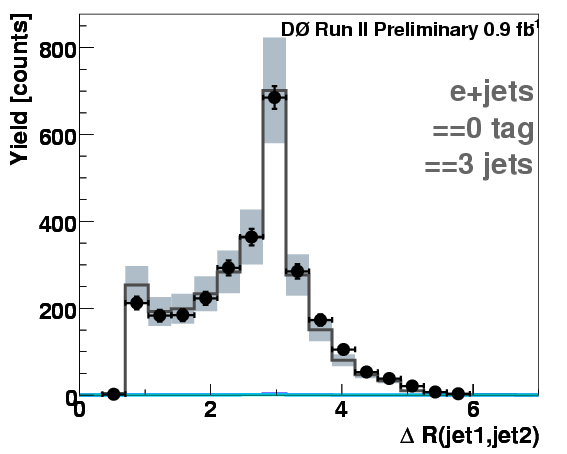 DØ Run II Preliminary 0.9 fb⁻¹
Yield [counts]
800
600
400
200
0
e+jets
==0 tag
==3 jets
0 2 4 6
Δ R(jet1,jet2)